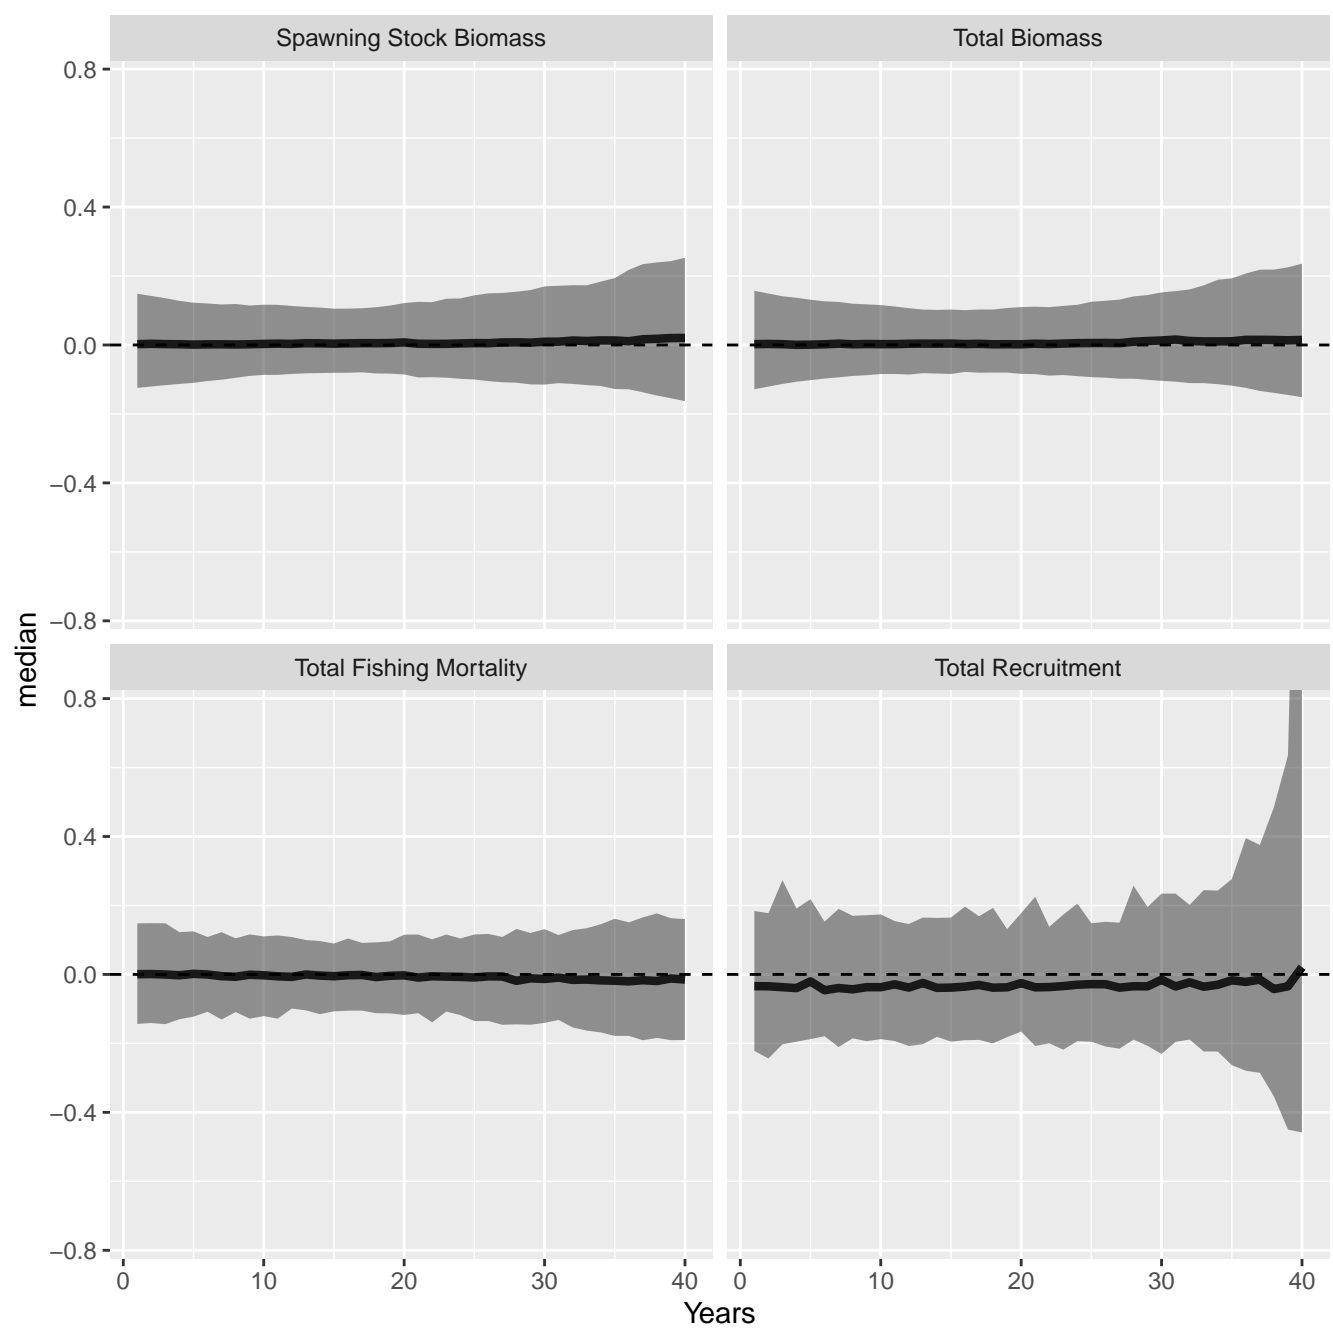 Spawning Stock Biomass
Total Biomass
0.8
0.4
0.0
−0.4
−0.8
median
Total Fishing Mortality
Total Recruitment
0.8
0.4
0.0
−0.4
−0.8
0 10 20 30 40
0 10 20 30 40
Years